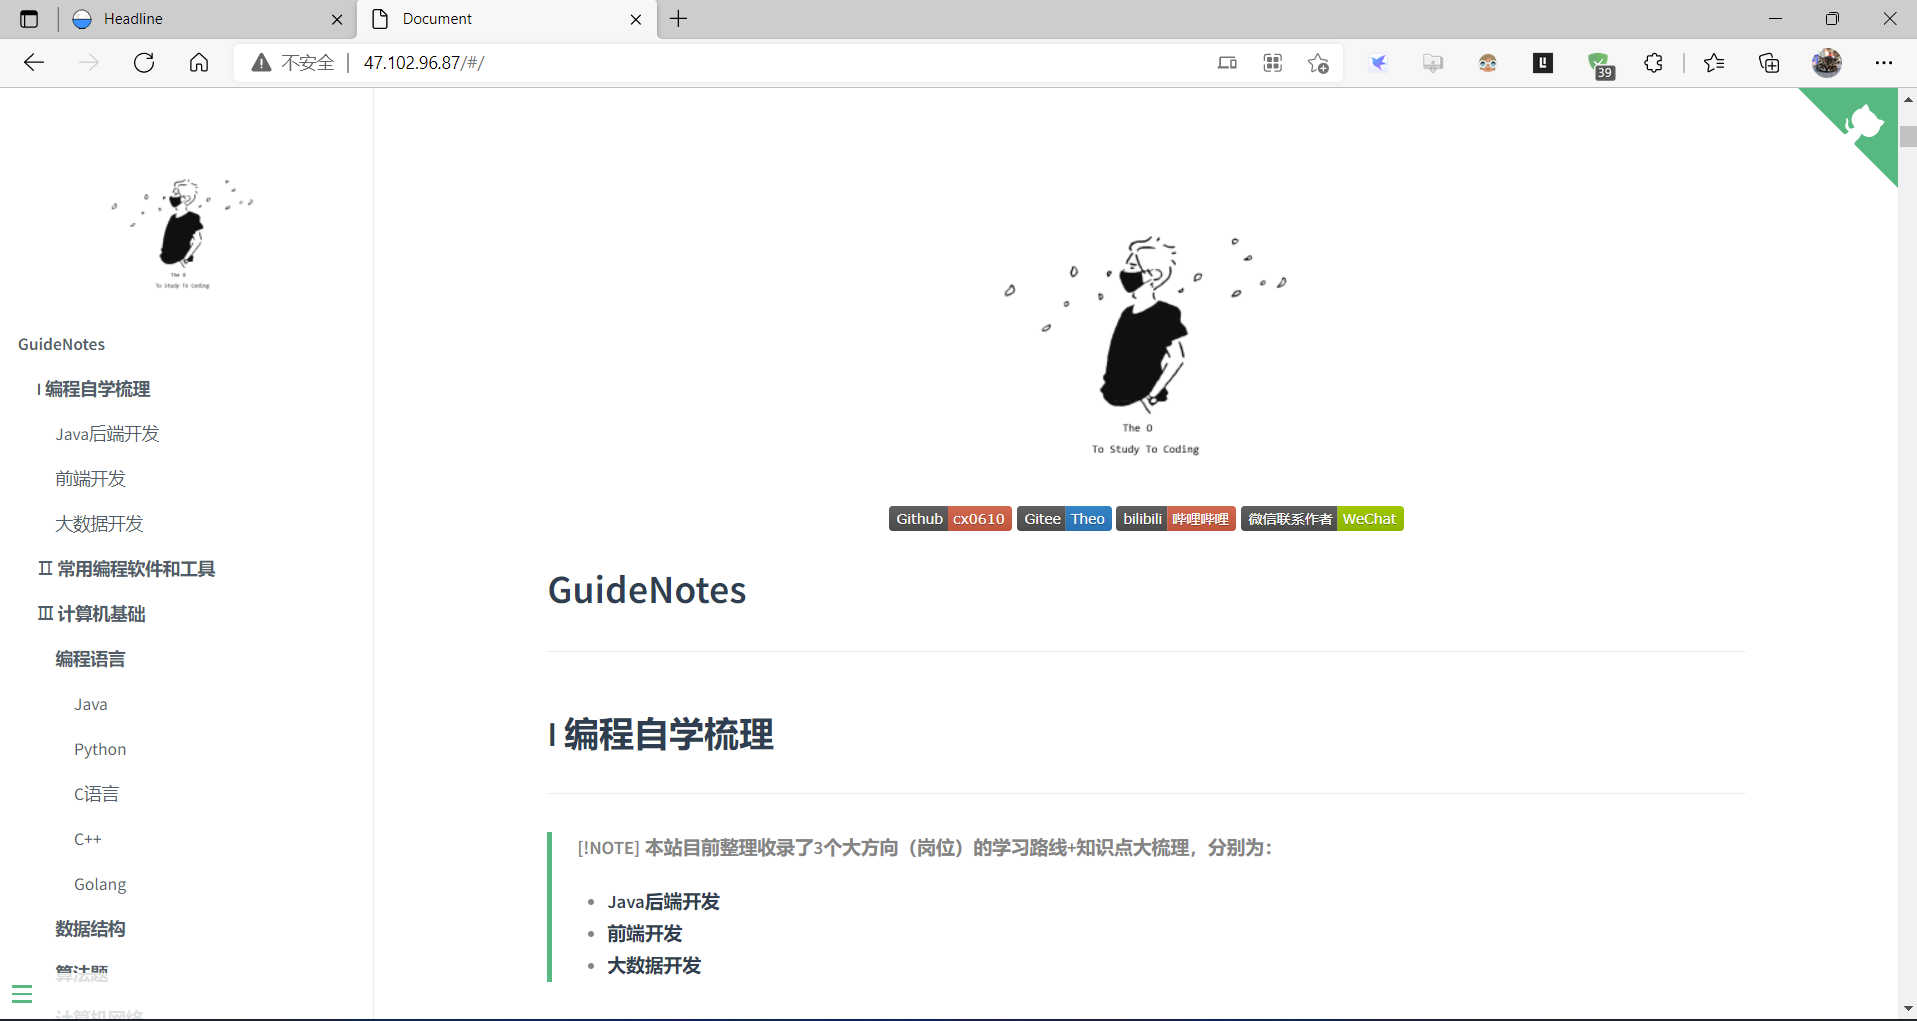 Headline
Document
不安全
47.102.96.87/#/
39
The O
To Study To Coding
GuideNotes
I 编程自学梳理
Java后端开发
前端开发
大数据开发
II 常用编程软件和工具
III 计算机基础
编程语言
Java
Python
C语言
C++
Golang
数据结构
算法题
计算机网络
The O
To Study To Coding
Github cx0610 Gitee Theo bilibili 哔哩哔哩 微信联系作者 WeChat
GuideNotes
I 编程自学梳理
[!NOTE] 本站目前整理收录了3个大方向（岗位）的学习路线+知识点大梳理，分别为：
Java后端开发
前端开发
大数据开发